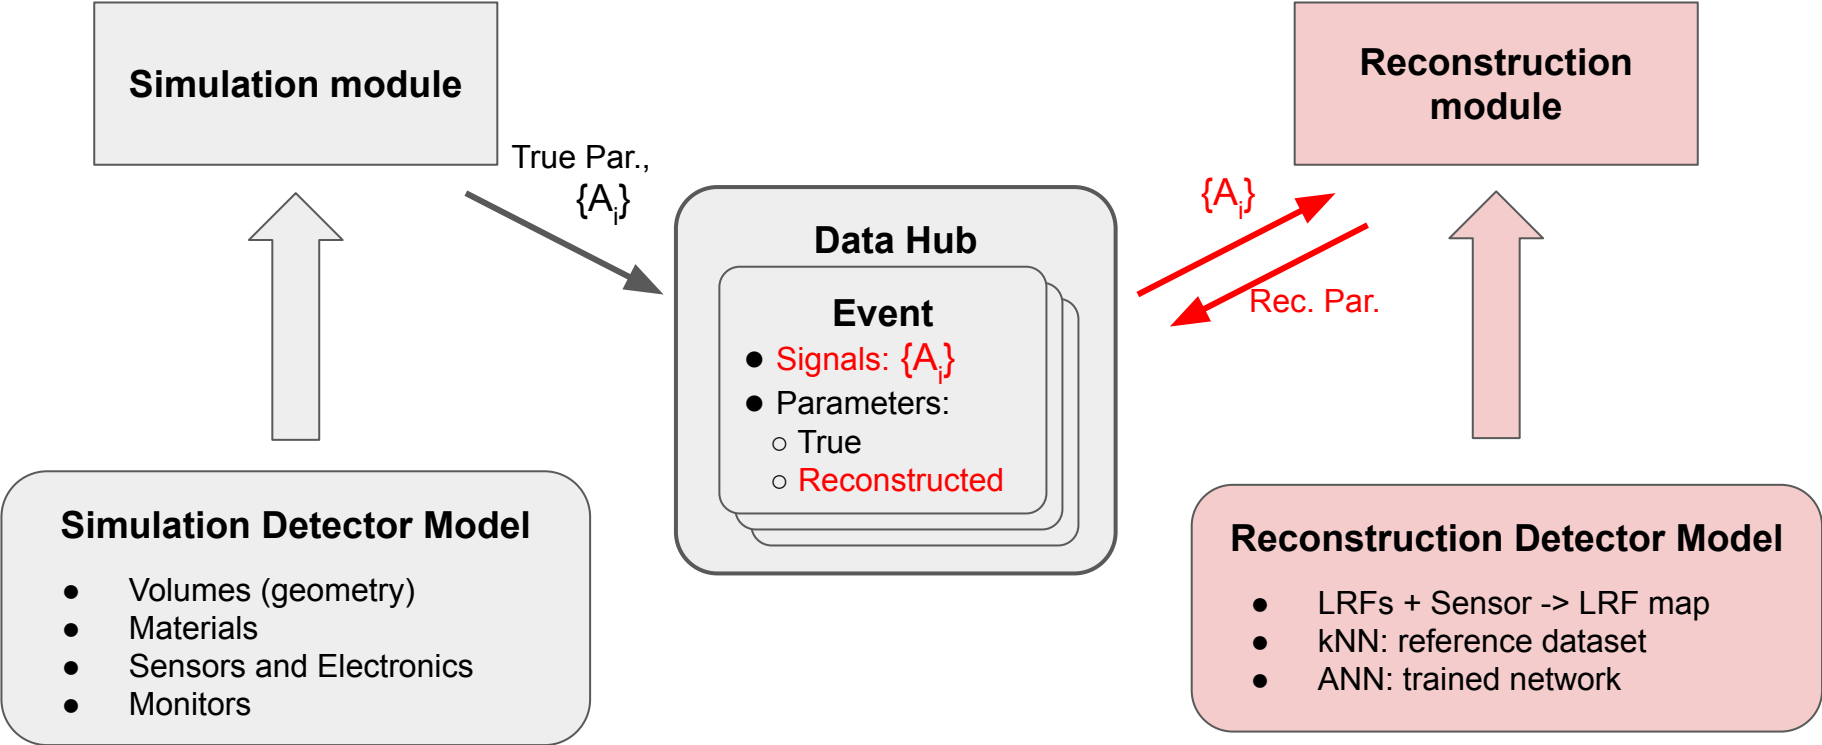 Simulation module
True Par.,
{Aᵢ}
Data Hub
Event
● Signals: {Aᵢ}
● Parameters:
○ True
○ Reconstructed
{Aᵢ}
Rec. Par.
Reconstruction
module
Simulation Detector Model
● Volumes (geometry)
● Materials
● Sensors and Electronics
● Monitors
Reconstruction Detector Model
● LRFs + Sensor -> LRF map
● kNN: reference dataset
● ANN: trained network